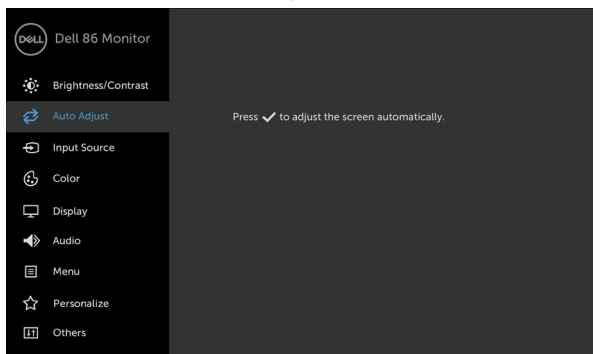 DELL
Dell 86 Monitor
Brightness/Contrast
Auto Adjust
Press ✓ to adjust the screen automatically.
Input Source
Color
Display
Audio
Menu
Personalize
Others